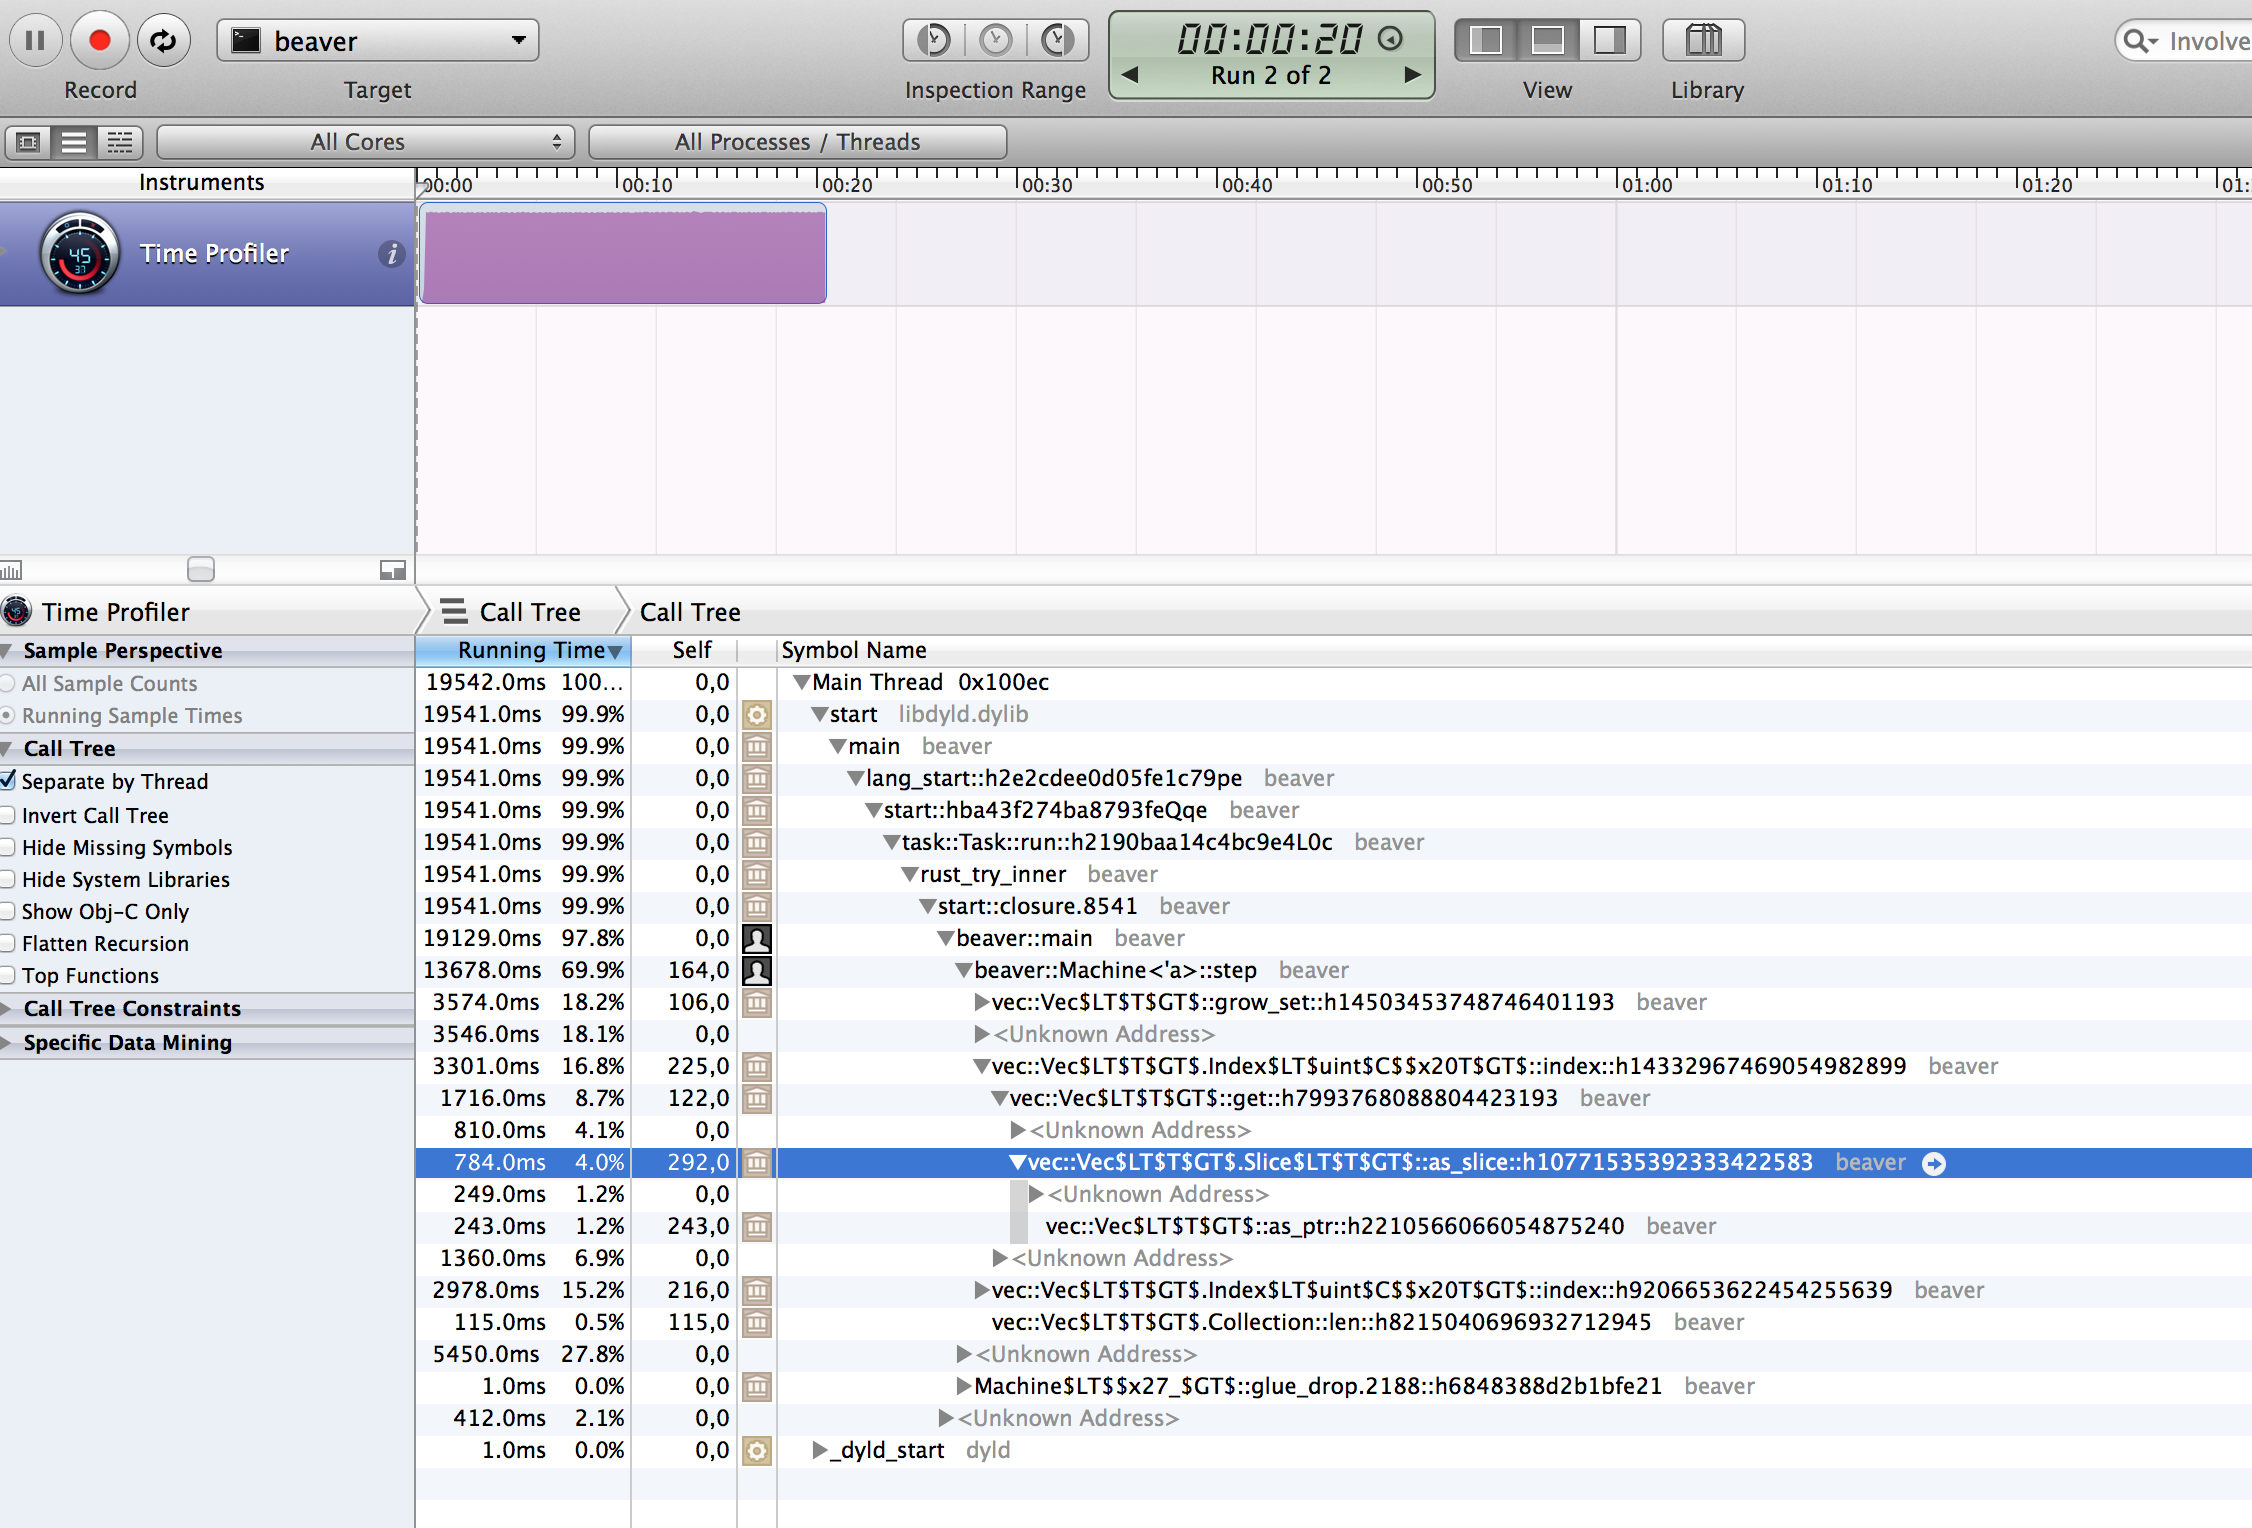 beaver
00:00:20
Run 2 of 2
Involve
Record
Target
Inspection Range
View
Library
All Cores
All Processes / Threads
Instruments
00:00 00:10 00:20 00:30 00:40 00:50 01:00 01:10 01:20 01:
45
37
Time Profiler
i
Time Profiler
Call Tree
Call Tree
Sample Perspective
All Sample Counts
Running Sample Times
Call Tree
Separate by Thread
Invert Call Tree
Hide Missing Symbols
Hide System Libraries
Show Obj-C Only
Flatten Recursion
Top Functions
Call Tree Constraints
Specific Data Mining
Running Time Self Symbol Name
19542.0ms 100... 0,0 Main Thread 0x100ec
19541.0ms 99.9% 0,0 start libdyld.dylib
19541.0ms 99.9% 0,0 main beaver
19541.0ms 99.9% 0,0 lang_start::h2e2cdee0d05fe1c79pe beaver
19541.0ms 99.9% 0,0 start::hba43f274ba8793feQqe beaver
19541.0ms 99.9% 0,0 task::Task::run::h2190baa14c4bc9e4L0c beaver
19541.0ms 99.9% 0,0 rust_try_inner beaver
19541.0ms 99.9% 0,0 start::closure.8541 beaver
19129.0ms 97.8% 0,0 beaver::main beaver
13678.0ms 69.9% 164,0 beaver::Machine<'a>::step beaver
3574.0ms 18.2% 106,0 vec::Vec$LT$T$GT$::grow_set::h14503453748746401193 beaver
3546.0ms 18.1% 0,0 <Unknown Address>
3301.0ms 16.8% 225,0 vec::Vec$LT$T$GT$.Index$LT$uint$C$$x20T$GT$::index::h14332967469054982899 beaver
1716.0ms 8.7% 122,0 vec::Vec$LT$T$GT$::get::h7993768088804423193 beaver
810.0ms 4.1% 0,0 <Unknown Address>
784.0ms 4.0% 292,0 vec::Vec$LT$T$GT$.Slice$LT$T$GT$::as_slice::h10771535392333422583 beaver
249.0ms 1.2% 0,0 <Unknown Address>
243.0ms 1.2% 243,0 vec::Vec$LT$T$GT$::as_ptr::h2210566066054875240 beaver
1360.0ms 6.9% 0,0 <Unknown Address>
2978.0ms 15.2% 216,0 vec::Vec$LT$T$GT$.Index$LT$uint$C$$x20T$GT$::index::h9206653622454255639 beaver
115.0ms 0.5% 115,0 vec::Vec$LT$T$GT$.Collection::len::h8215040696932712945 beaver
5450.0ms 27.8% 0,0 <Unknown Address>
1.0ms 0.0% 0,0 Machine$LT$$x27_$GT$::glue_drop.2188::h6848388d2b1bfe21 beaver
412.0ms 2.1% 0,0 <Unknown Address>
1.0ms 0.0% 0,0 _dyld_start dyld